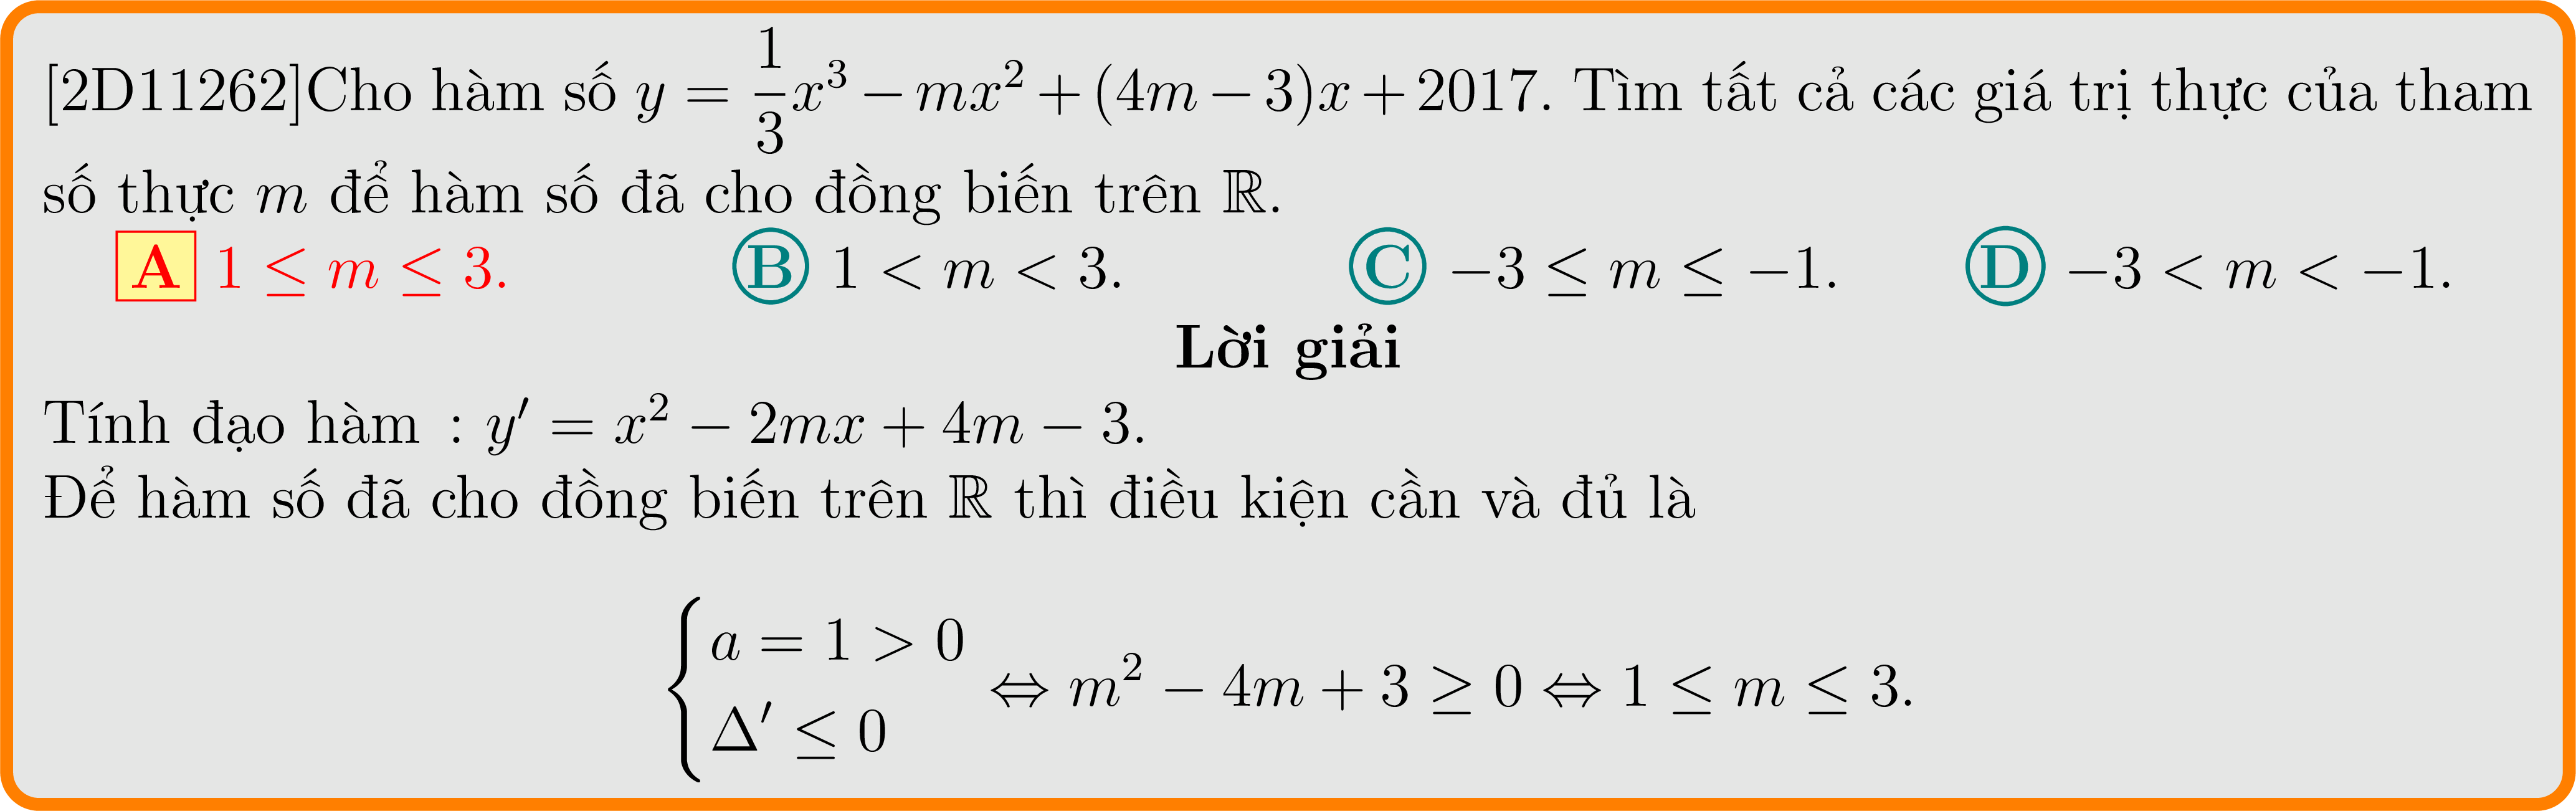 [2D11262]Cho hàm số $y = \dfrac{1}{3}x^3 - mx^2 + (4m - 3)x + 2017$. Tìm tất cả các giá trị thực của tham
số thực $m$ để hàm số đã cho đồng biến trên $\mathbb{R}$.
A $1 \leq m \leq 3$. B $1 < m < 3$. C $-3 \leq m \leq -1$. D $-3 < m < -1$.
Lời giải
Tính đạo hàm : $y' = x^2 - 2mx + 4m - 3$.
Để hàm số đã cho đồng biến trên $\mathbb{R}$ thì điều kiện cần và đủ là
$\begin{cases} a = 1 > 0 \\ \Delta' \leq 0 \end{cases} \Leftrightarrow m^2 - 4m + 3 \geq 0 \Leftrightarrow 1 \leq m \leq 3.$